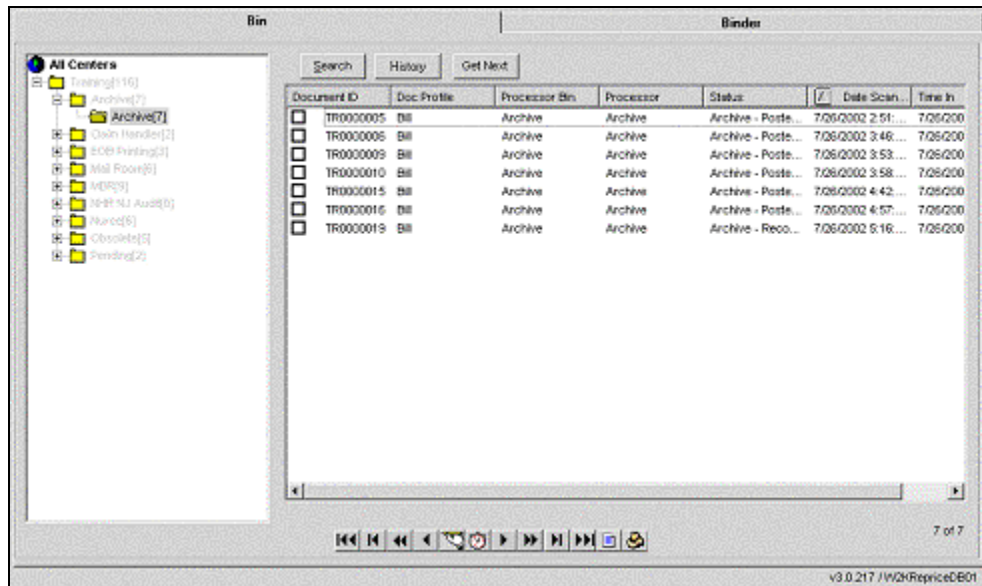 Bin
Binder
All Centers
Training[116]
Archive[7]
Archive[7]
Claim Handler[2]
EOB Printing[3]
Mail Room[6]
MBR[9]
NHR NJ Audit[8]
Nurse[6]
Obsolete[5]
Pending[2]
Search History Get Next
Document ID Doc Profile Processor Bin Processor Status / Date Scan... Time In
TR0000005 Bill Archive Archive Archive - Poste... 7/26/2002 2:51:... 7/26/200
TR0000006 Bill Archive Archive Archive - Poste... 7/26/2002 3:46:... 7/26/200
TR0000009 Bill Archive Archive Archive - Poste... 7/26/2002 3:53:... 7/26/200
TR0000010 Bill Archive Archive Archive - Poste... 7/26/2002 3:58:... 7/26/200
TR0000015 Bill Archive Archive Archive - Poste... 7/26/2002 4:42:... 7/26/200
TR0000016 Bill Archive Archive Archive - Poste... 7/26/2002 4:57:... 7/26/200
TR0000019 Bill Archive Archive Archive - Reco... 7/26/2002 5:16:... 7/26/200
7 of 7
v3.0.217 / W2KRepriceDB01